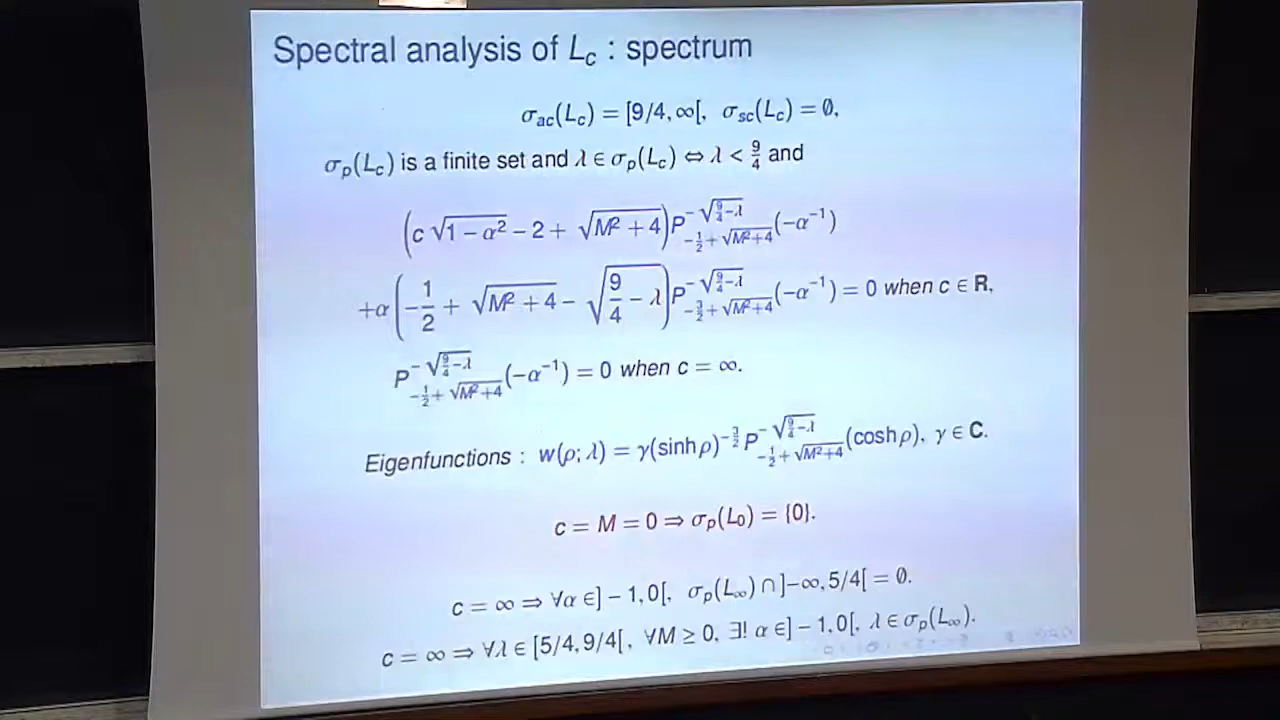 Spectral analysis of L_c : spectrum
σ_ac(L_c) = [9/4, ∞[, σ_sc(L_c) = ∅,
σ_p(L_c) is a finite set and λ ∈ σ_p(L_c) ⇔ λ < 9/4 and
(c √(1 − α²) − 2 + √(M² + 4)) P^{−√(9/4−λ)}_{−1/2+√(M²+4)}(−α⁻¹)
+α(−1/2 + √(M² + 4) − √(9/4 − λ)) P^{−√(9/4−λ)}_{−3/2+√(M²+4)}(−α⁻¹) = 0 when c ∈ R,
P^{−√(9/4−λ)}_{−1/2+√(M²+4)}(−α⁻¹) = 0 when c = ∞.
Eigenfunctions : w(ρ; λ) = γ(sinh ρ)^{−3/2} P^{−√(9/4−λ)}_{−1/2+√(M²+4)}(cosh ρ), γ ∈ C.
c = M = 0 ⇒ σ_p(L_0) = {0}.
c = ∞ ⇒ ∀α ∈] − 1, 0[, σ_p(L_∞) ∩ ]−∞, 5/4[ = ∅.
c = ∞ ⇒ ∀λ ∈ [5/4, 9/4[, ∀M ≥ 0, ∃! α ∈] − 1, 0[, λ ∈ σ_p(L_∞).